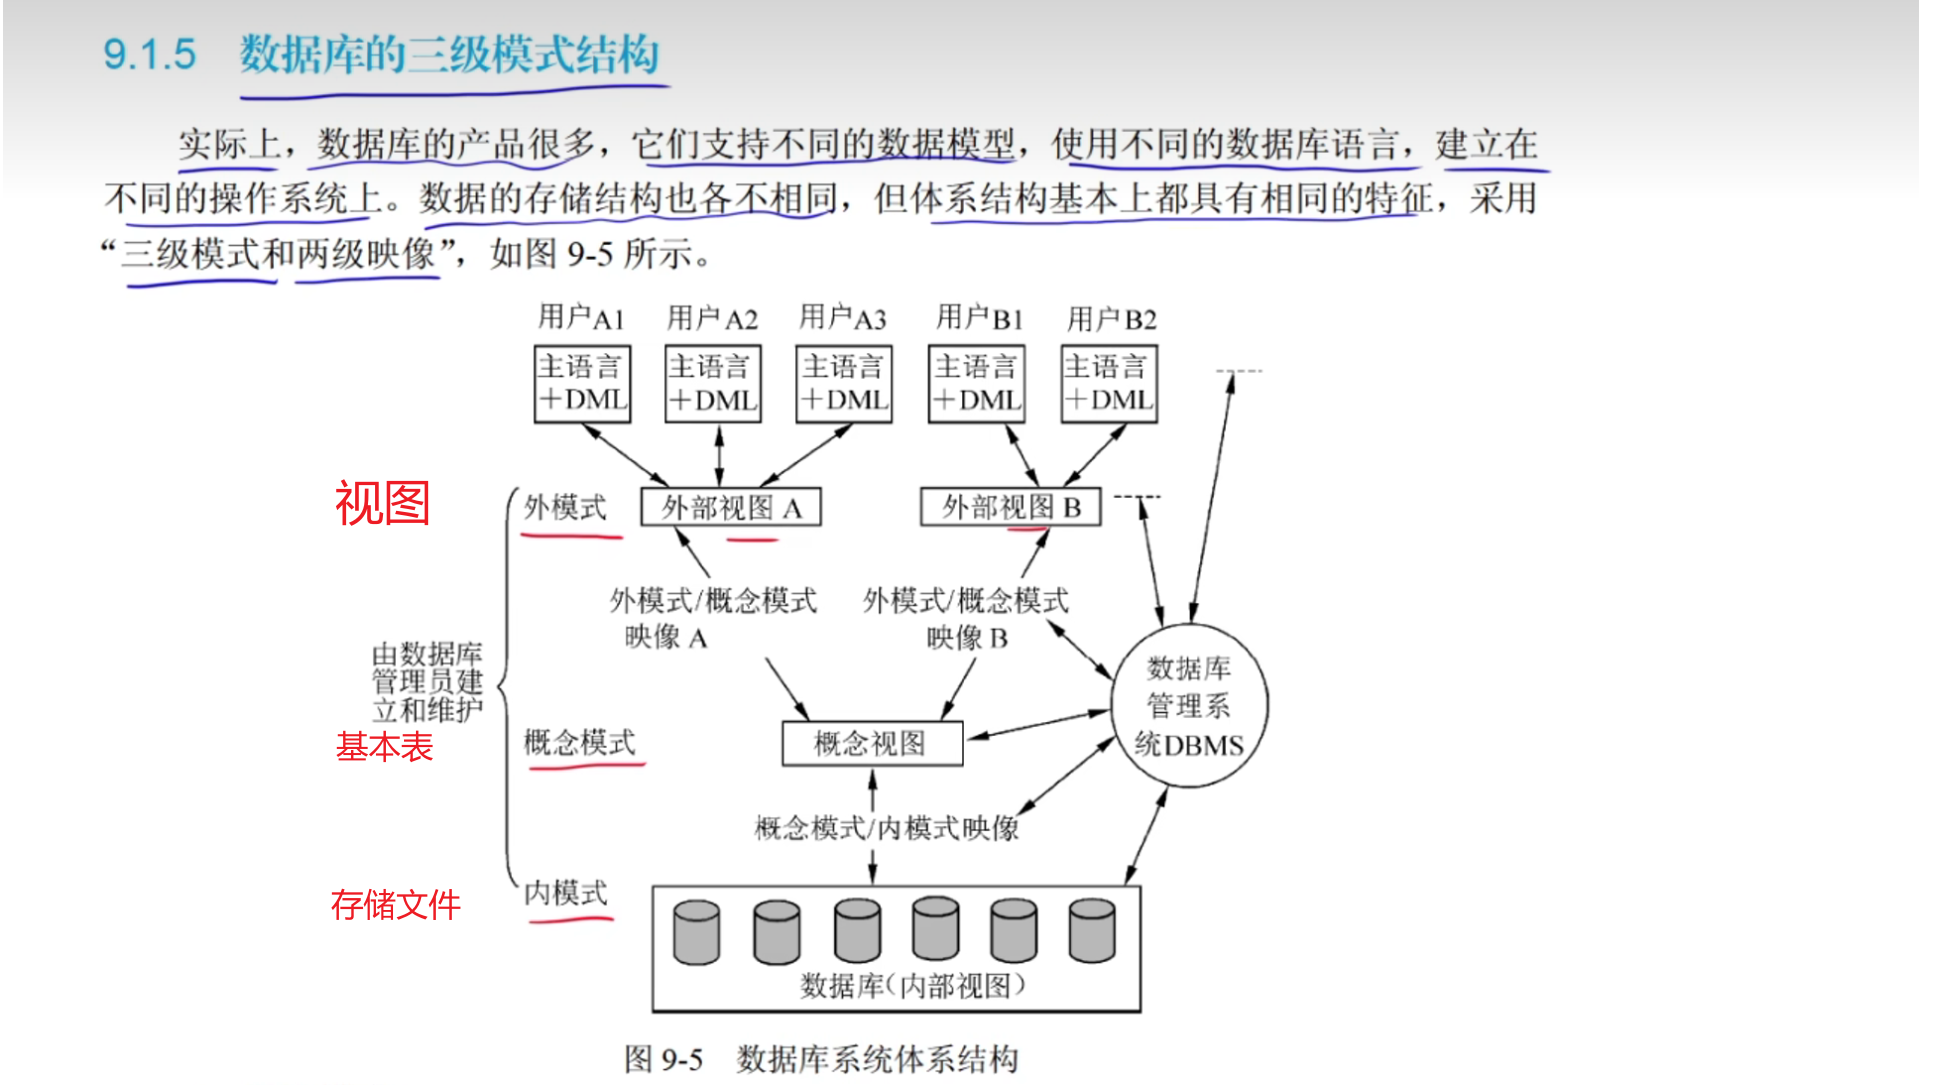 9.1.5 数据库的三级模式结构
实际上，数据库的产品很多，它们支持不同的数据模型，使用不同的数据库语言，建立在
不同的操作系统上。数据的存储结构也各不相同，但体系结构基本上都具有相同的特征，采用
“三级模式和两级映像”，如图 9-5 所示。
用户A1 用户A2 用户A3 用户B1 用户B2
主语言 主语言 主语言 主语言 主语言
+DML +DML +DML +DML +DML
视图 外模式 外部视图 A 外部视图 B
外模式/概念模式 外模式/概念模式
映像 A 映像 B
由数据库
管理员建
立和维护
数据库
管理系
统DBMS
基本表 概念模式 概念视图
概念模式/内模式映像
存储文件 内模式
数据库(内部视图)
图 9-5 数据库系统体系结构